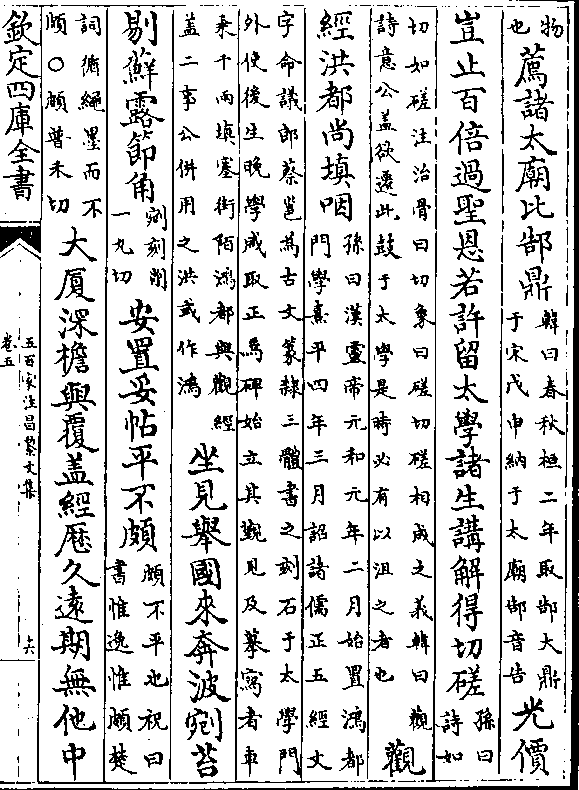 物
也
薦諸太廟比郜鼎
韓曰春秋桓二年取郜大鼎
于宋戊申納于太廟郜音告
光價
豈止百倍過聖恩若許留太學諸生講解得切磋
孫曰
詩如
切如磋注治骨曰切象曰磋切磋相成之義韓曰觀
詩意公盖欲遷此鼓于太學是時必有以沮之者也
觀
經洪都尚填咽
孫曰漢靈帝元和元年二月始置鴻都
門學熹平四年三月詔諸儒正五經文
字命議郎蔡邕為古文篆隸三體書之刻石于太學門
外使後生晚學咸取正焉碑始立其觀見及摹寫者車
乗千兩填塞街陌鴻都與觀經
盖二事公併用之洪或作鴻
坐見舉國來奔波剜苔
剔蘚露節角
剜刻削
一丸切
安置妥帖平不頗
頗不平也祝曰
書惟逸惟頗楚
詞循繩墨而不
頗〇頗普禾切
大厦深檐與覆盖經歷久遠期無他中
欽定四庫全書
五百家注昌黎文集
卷五
六